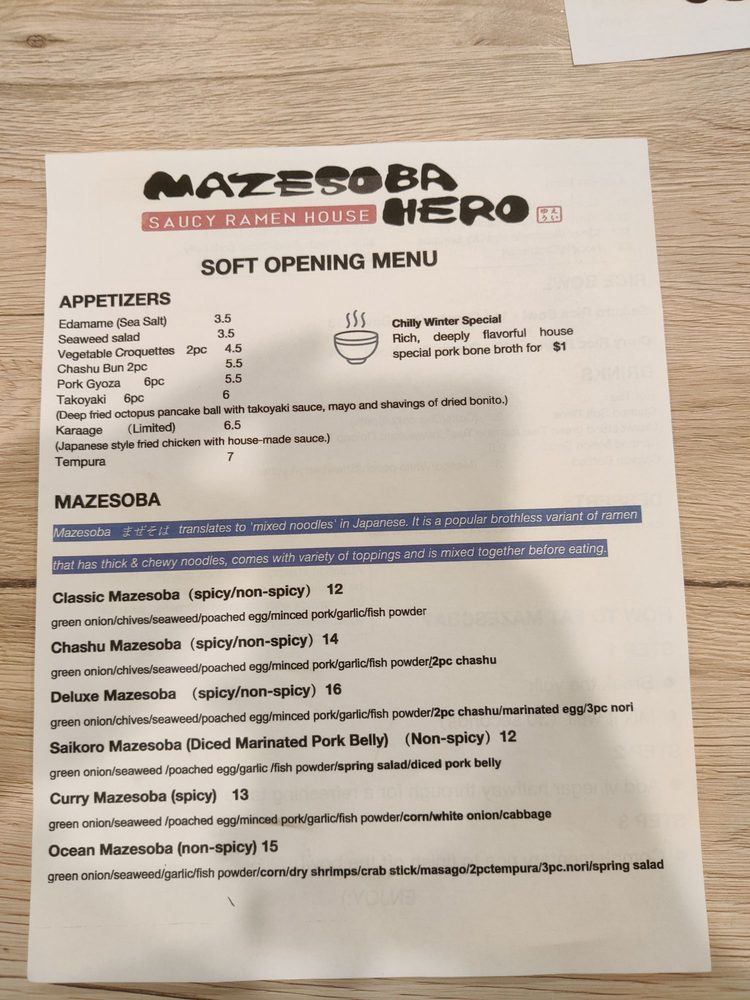 MAZESOBA
SAUCY RAMEN HOUSE HERO
SOFT OPENING MENU
APPETIZERS
Edamame (Sea Salt) 3.5
Seaweed salad 3.5
Vegetable Croquettes 2pc 4.5
Chashu Bun 2pc 5.5
Pork Gyoza 6pc 5.5
Takoyaki 6pc 6
(Deep fried octopus pancake ball with takoyaki sauce, mayo and shavings of dried bonito.)
Karaage (Limited) 6.5
(Japanese style fried chicken with house-made sauce.)
Tempura 7
Chilly Winter Special
Rich, deeply flavorful house
special pork bone broth for $1
MAZESOBA
Mazesoba まぜそば translates to 'mixed noodles' in Japanese. It is a popular brothless variant of ramen
that has thick & chewy noodles, comes with variety of toppings and is mixed together before eating.
Classic Mazesoba（spicy/non-spicy） 12
green onion/chives/seaweed/poached egg/minced pork/garlic/fish powder
Chashu Mazesoba（spicy/non-spicy）14
green onion/chives/seaweed/poached egg/minced pork/garlic/fish powder/2pc chashu
Deluxe Mazesoba （spicy/non-spicy）16
green onion/chives/seaweed/poached egg/minced pork/garlic/fish powder/2pc chashu/marinated egg/3pc nori
Saikoro Mazesoba (Diced Marinated Pork Belly) （Non-spicy）12
green onion/seaweed /poached egg/garlic /fish powder/spring salad/diced pork belly
Curry Mazesoba (spicy) 13
green onion/seaweed /poached egg/minced pork/garlic/fish powder/corn/white onion/cabbage
Ocean Mazesoba (non-spicy) 15
green onion/seaweed/garlic/fish powder/corn/dry shrimps/crab stick/masago/2pctempura/3pc.nori/spring salad